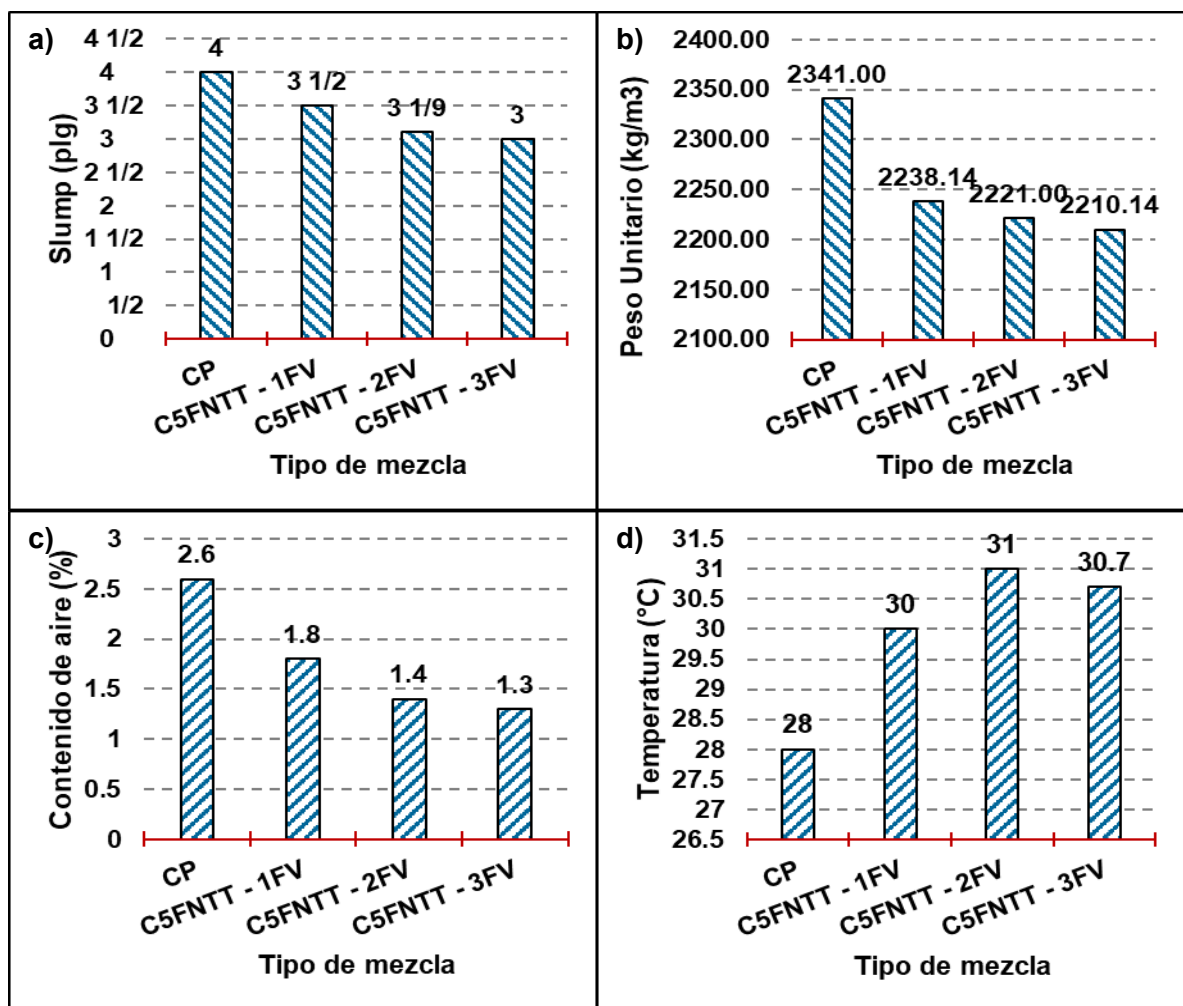 a)
4 1/2
4
3 1/2
3
2 1/2
2
1 1/2
1
1/2
0
Slump (plg)
4
3 1/2
3 1/9
3
CP
C5FNTT - 1FV
C5FNTT - 2FV
C5FNTT - 3FV
Tipo de mezcla
b)
2400.00
2350.00
2300.00
2250.00
2200.00
2150.00
2100.00
Peso Unitario (kg/m3)
2341.00
2238.14
2221.00
2210.14
CP
C5FNTT - 1FV
C5FNTT - 2FV
C5FNTT - 3FV
Tipo de mezcla
c)
3
2.5
2
1.5
1
0.5
0
Contenido de aire (%)
2.6
1.8
1.4
1.3
CP
C5FNTT - 1FV
C5FNTT - 2FV
C5FNTT - 3FV
Tipo de mezcla
d)
31.5
31
30.5
30
29.5
29
28.5
28
27.5
27
26.5
Temperatura (°C)
28
30
31
30.7
CP
C5FNTT - 1FV
C5FNTT - 2FV
C5FNTT - 3FV
Tipo de mezcla